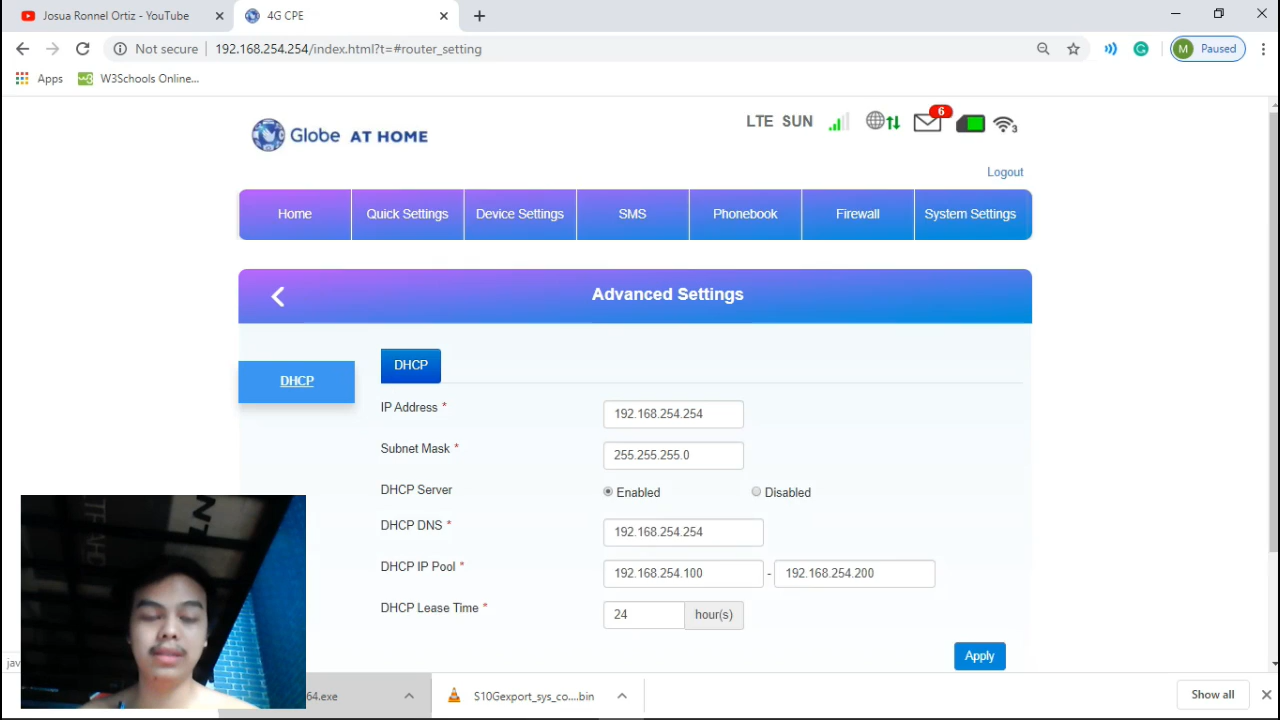 Josua Ronnel Ortiz - YouTube
4G CPE
Not secure
192.168.254.254/index.html?t=#router_setting
M Paused
Apps
W3Schools Online...
Globe AT HOME
LTE SUN
6
3
Logout
Home
Quick Settings
Device Settings
SMS
Phonebook
Firewall
System Settings
Advanced Settings
DHCP
DHCP
IP Address *
192.168.254.254
Subnet Mask *
255.255.255.0
DHCP Server
Enabled
Disabled
DHCP DNS *
192.168.254.254
DHCP IP Pool *
192.168.254.100 - 192.168.254.200
DHCP Lease Time *
24 hour(s)
Apply
jav
64.exe
S10Gexport_sys_co....bin
Show all